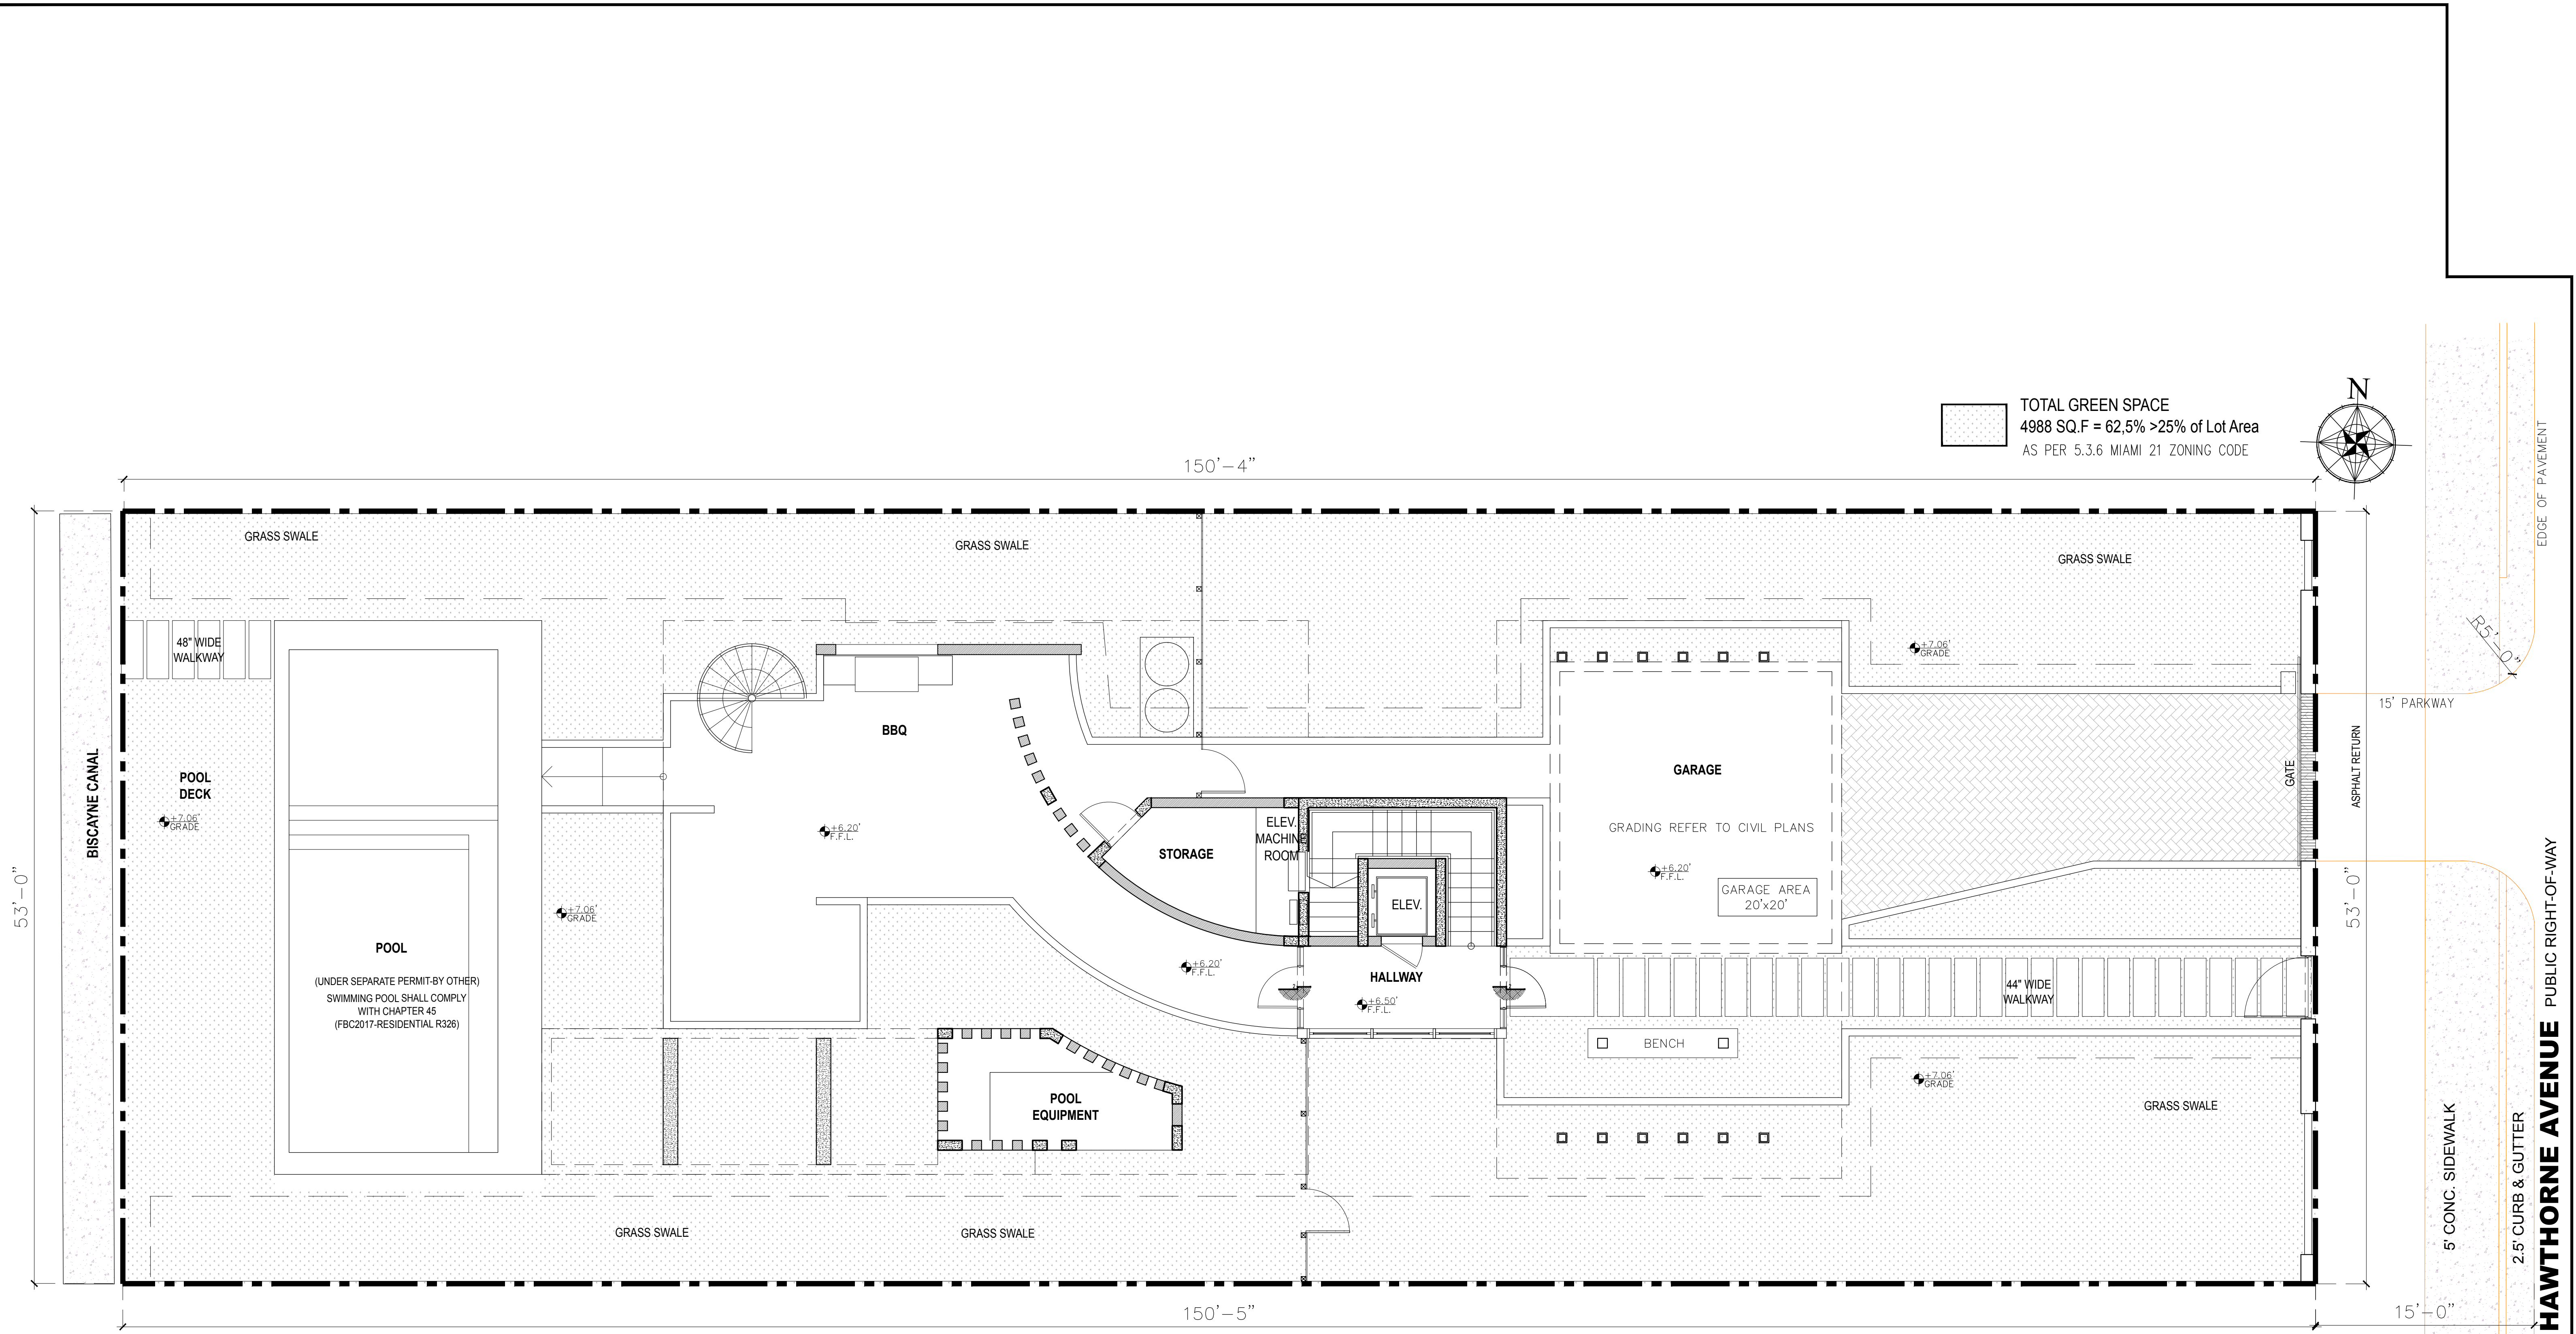 N
TOTAL GREEN SPACE
4988 SQ.F = 62,5% >25% of Lot Area
AS PER 5.3.6 MIAMI 21 ZONING CODE
EDGE OF PAVEMENT
150'-4"
GRASS SWALE
GRASS SWALE
GRASS SWALE
R5'-0"
48" WIDE
WALKWAY
+7.06'
GRADE
15' PARKWAY
BBQ
BISCAYNE CANAL
POOL
DECK
+7.06'
GRADE
GARAGE
GATE
ASPHALT RETURN
+6.20'
F.F.L.
ELEV.
MACHIN
ROOM
STORAGE
GRADING REFER TO CIVIL PLANS
+6.20'
F.F.L.
GARAGE AREA
20'x20'
ELEV.
53'-0"
53'-0"
+7.06'
GRADE
POOL
(UNDER SEPARATE PERMIT-BY OTHER)
SWIMMING POOL SHALL COMPLY
WITH CHAPTER 45
(FBC2017-RESIDENTIAL R326)
+6.20'
F.F.L.
HALLWAY
+6.50'
F.F.L.
44" WIDE
WALKWAY
BENCH
+7.06'
GRADE
POOL
EQUIPMENT
GRASS SWALE
GRASS SWALE
GRASS SWALE
5' CONC. SIDEWALK
2.5' CURB & GUTTER
HAWTHORNE AVENUE PUBLIC RIGHT-OF-WAY
150'-5"
15'-0"